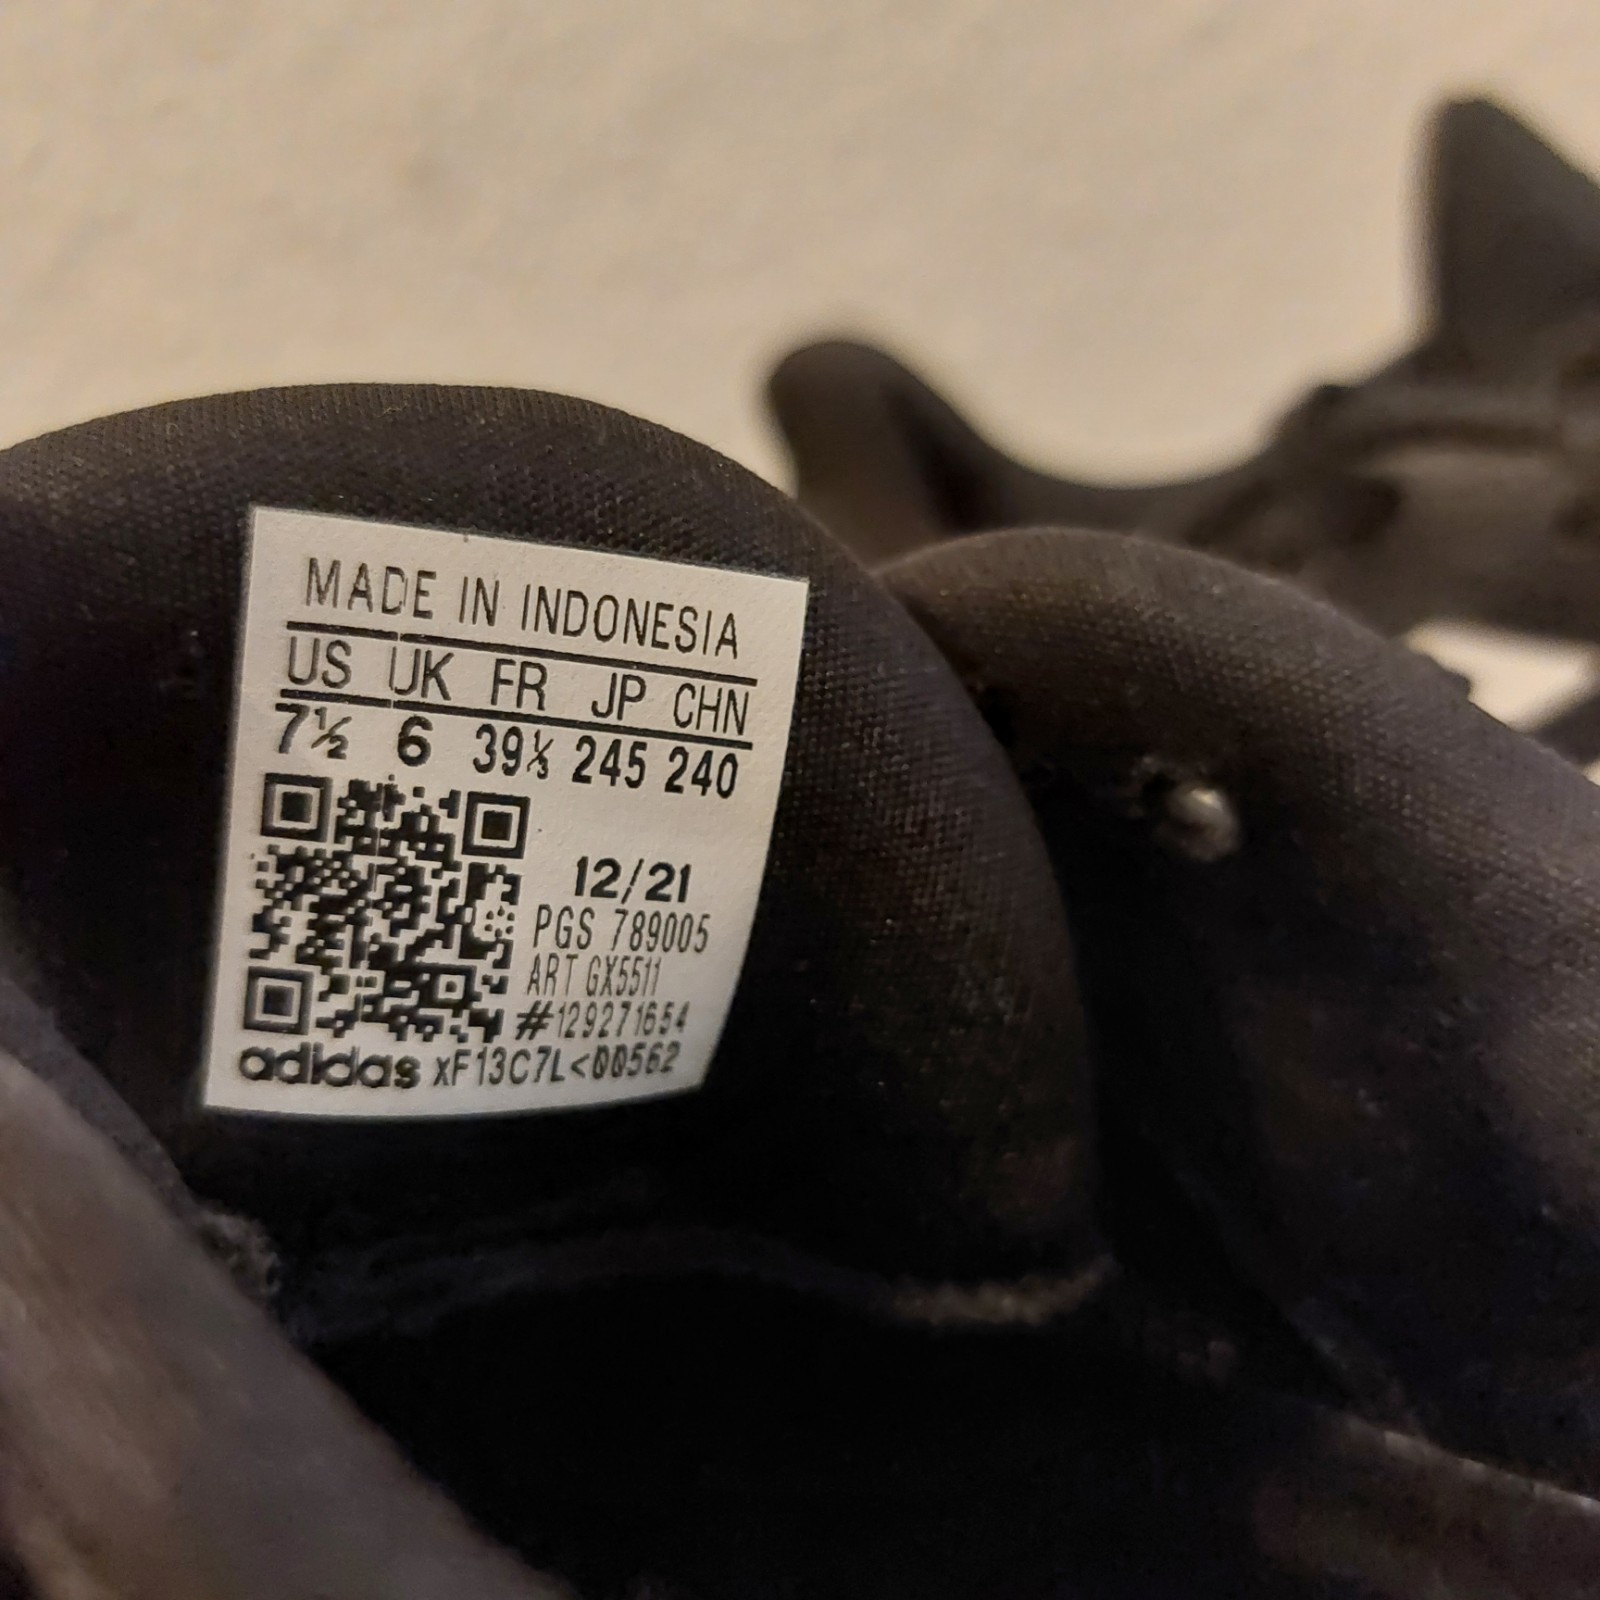 MADE IN INDONESIA
US UK FR JP CHN
7½ 6 39⅓ 245 240
12/21
PGS 789005
ART GX5511
#129271654
adidas xF13C7L<00562